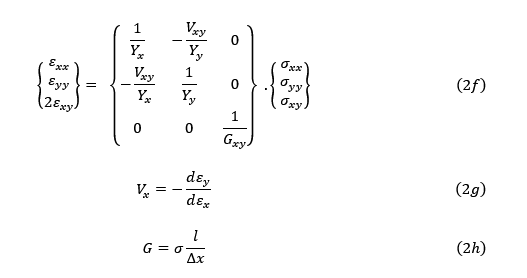 {εxx εyy 2εxy} = (1/Yx −Vxy/Yy 0 −Vxy/Yx 1/Yy 0 0 0 1/Gxy) . {σxx σyy σxy} (2f)
Vx = − dεy/dεx (2g)
G = σ l/Δx (2h)